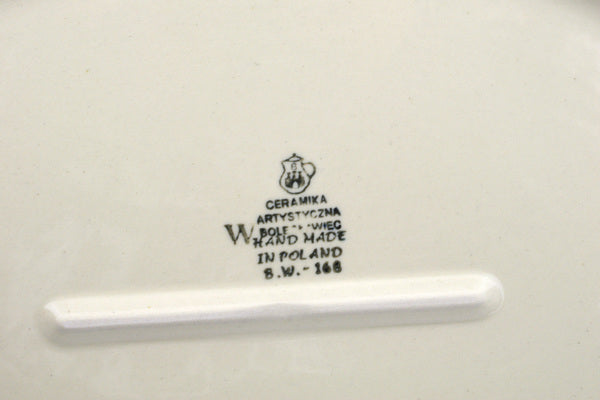 CERAMIKA
ARTYSTYCZNA
W
HAND MADE
IN POLAND
B.W.-168